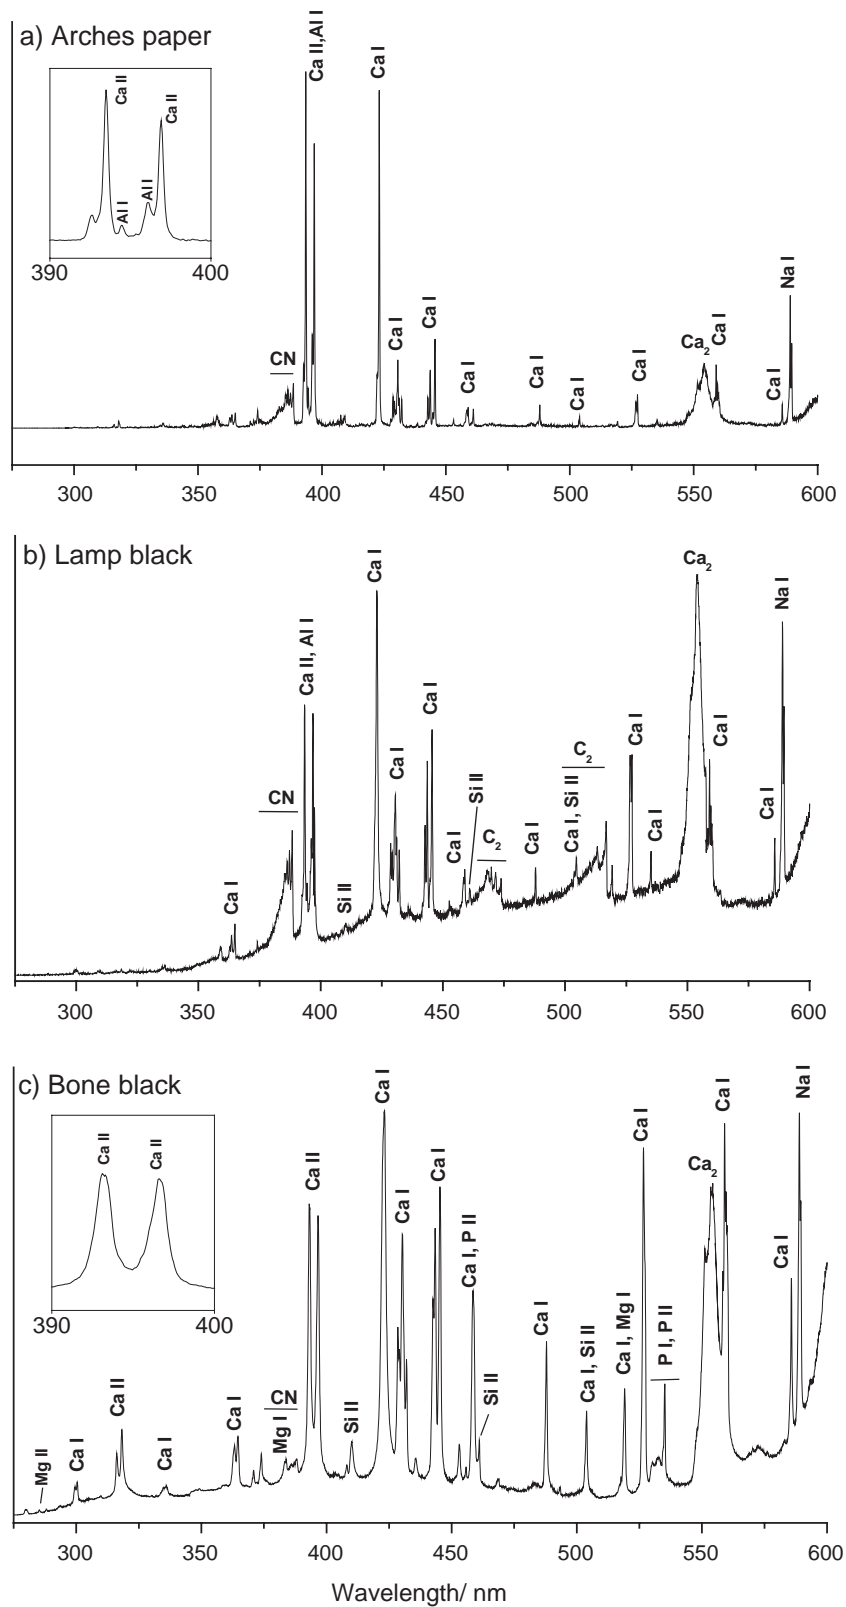 a) Arches paper
Ca II
Ca II
Al I
Al I
390
400
CN
Ca II,Al I
Ca I
Ca I
Ca I
Ca I
Ca I
Ca I
Ca I
Ca₂
Ca I
Ca I
Na I
300
350
400
450
500
550
600
b) Lamp black
Ca I
CN
Ca II, Al I
Si II
Ca I
Ca I
Ca I
Ca I
Si II
C₂
Ca I
Ca I, Si II
C₂
Ca I
Ca I
Ca₂
Ca I
Ca I
Na I
300
350
400
450
500
550
600
c) Bone black
Ca II
Ca II
390
400
Mg II
Ca I
Ca II
Ca I
Ca I
CN
Mg I
Ca II
Si II
Ca I
Ca I
Ca I
Ca I, P II
Si II
Ca I
Ca I, Si II
Ca I, Mg I
Ca I
P I, P II
Ca₂
Ca I
Ca I
Na I
300
350
400
450
500
550
600
Wavelength/ nm